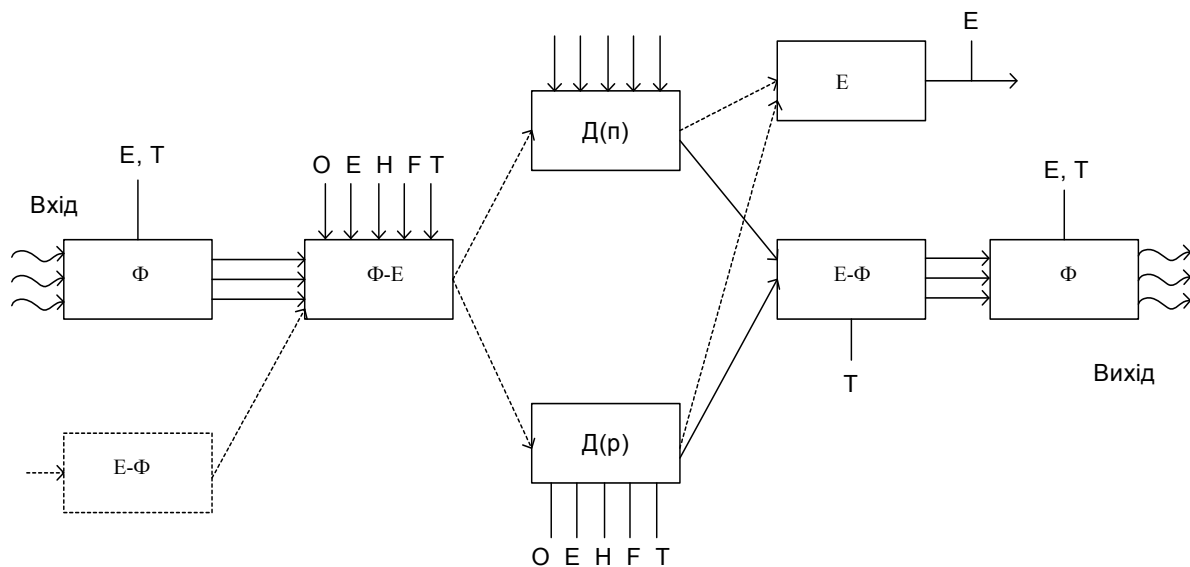 E
E
Д(п)
E, T
O E H F T
E, T
Вхід
Ф
Ф-Е
Е-Ф
Ф
T
Вихід
Д(р)
Е-Ф
O E H F T